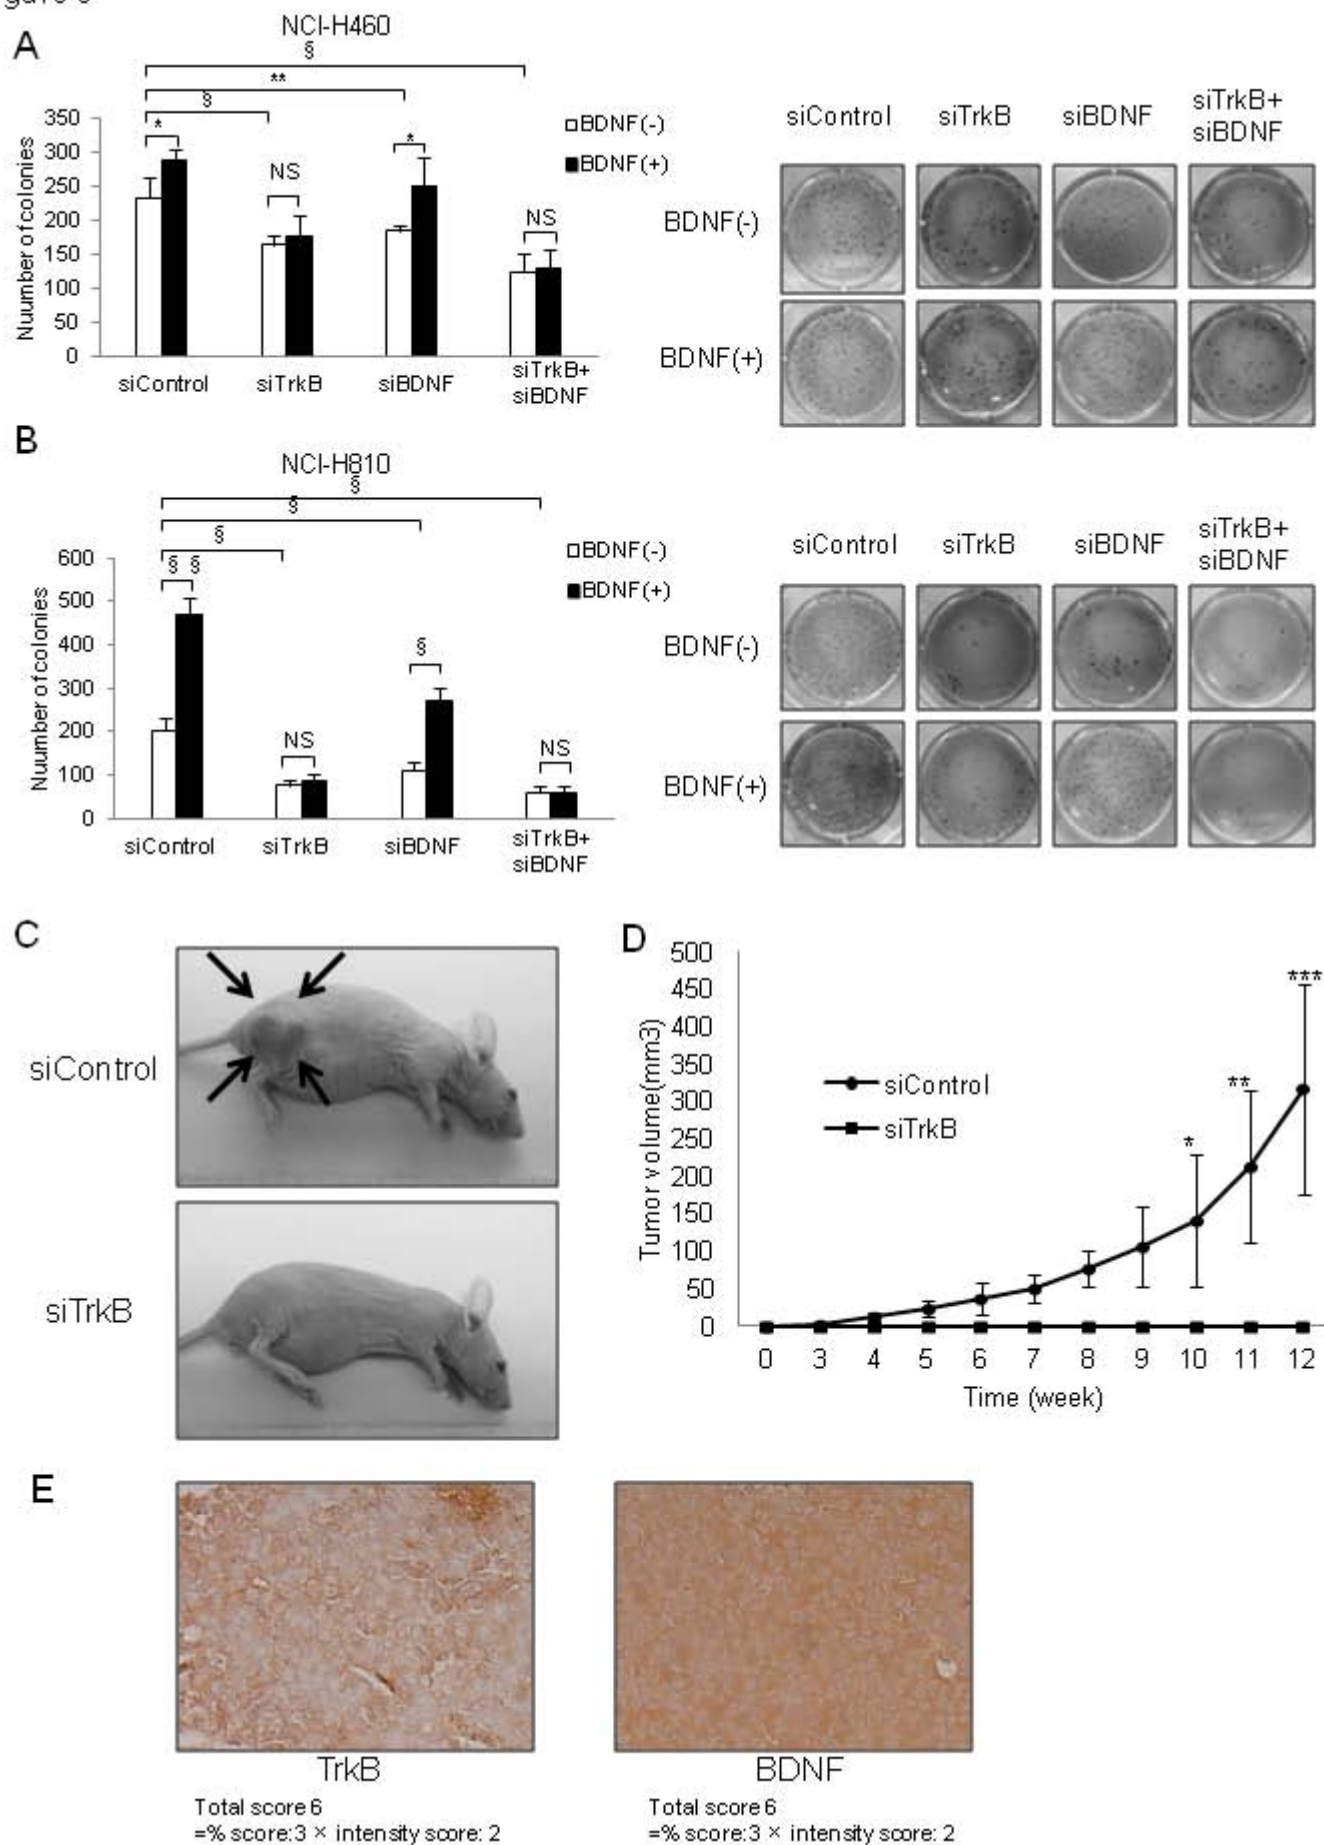 A
NCI-H460
§
**
§
*
NS
*
NS
BDNF(-)
BDNF(+)
Nuumber of colonies
350
300
250
200
150
100
50
0
siControl
siTrkB
siBDNF
siTrkB+
siBDNF
siControl
siTrkB
siBDNF
siTrkB+
siBDNF
BDNF(-)
BDNF(+)
B
NCI-H810
§
§
§
§ §
NS
§
NS
BDNF(-)
BDNF(+)
Nuumber of colonies
600
500
400
300
200
100
0
siControl
siTrkB
siBDNF
siTrkB+
siBDNF
siControl
siTrkB
siBDNF
siTrkB+
siBDNF
BDNF(-)
BDNF(+)
C
siControl
siTrkB
D
Tumor volume(mm3)
500
450
400
350
300
250
200
150
100
50
0
siControl
siTrkB
*
**
***
0 3 4 5 6 7 8 9 10 11 12
Time (week)
E
TrkB
Total score 6
=% score:3 × intensity score: 2
BDNF
Total score 6
=% score:3 × intensity score: 2